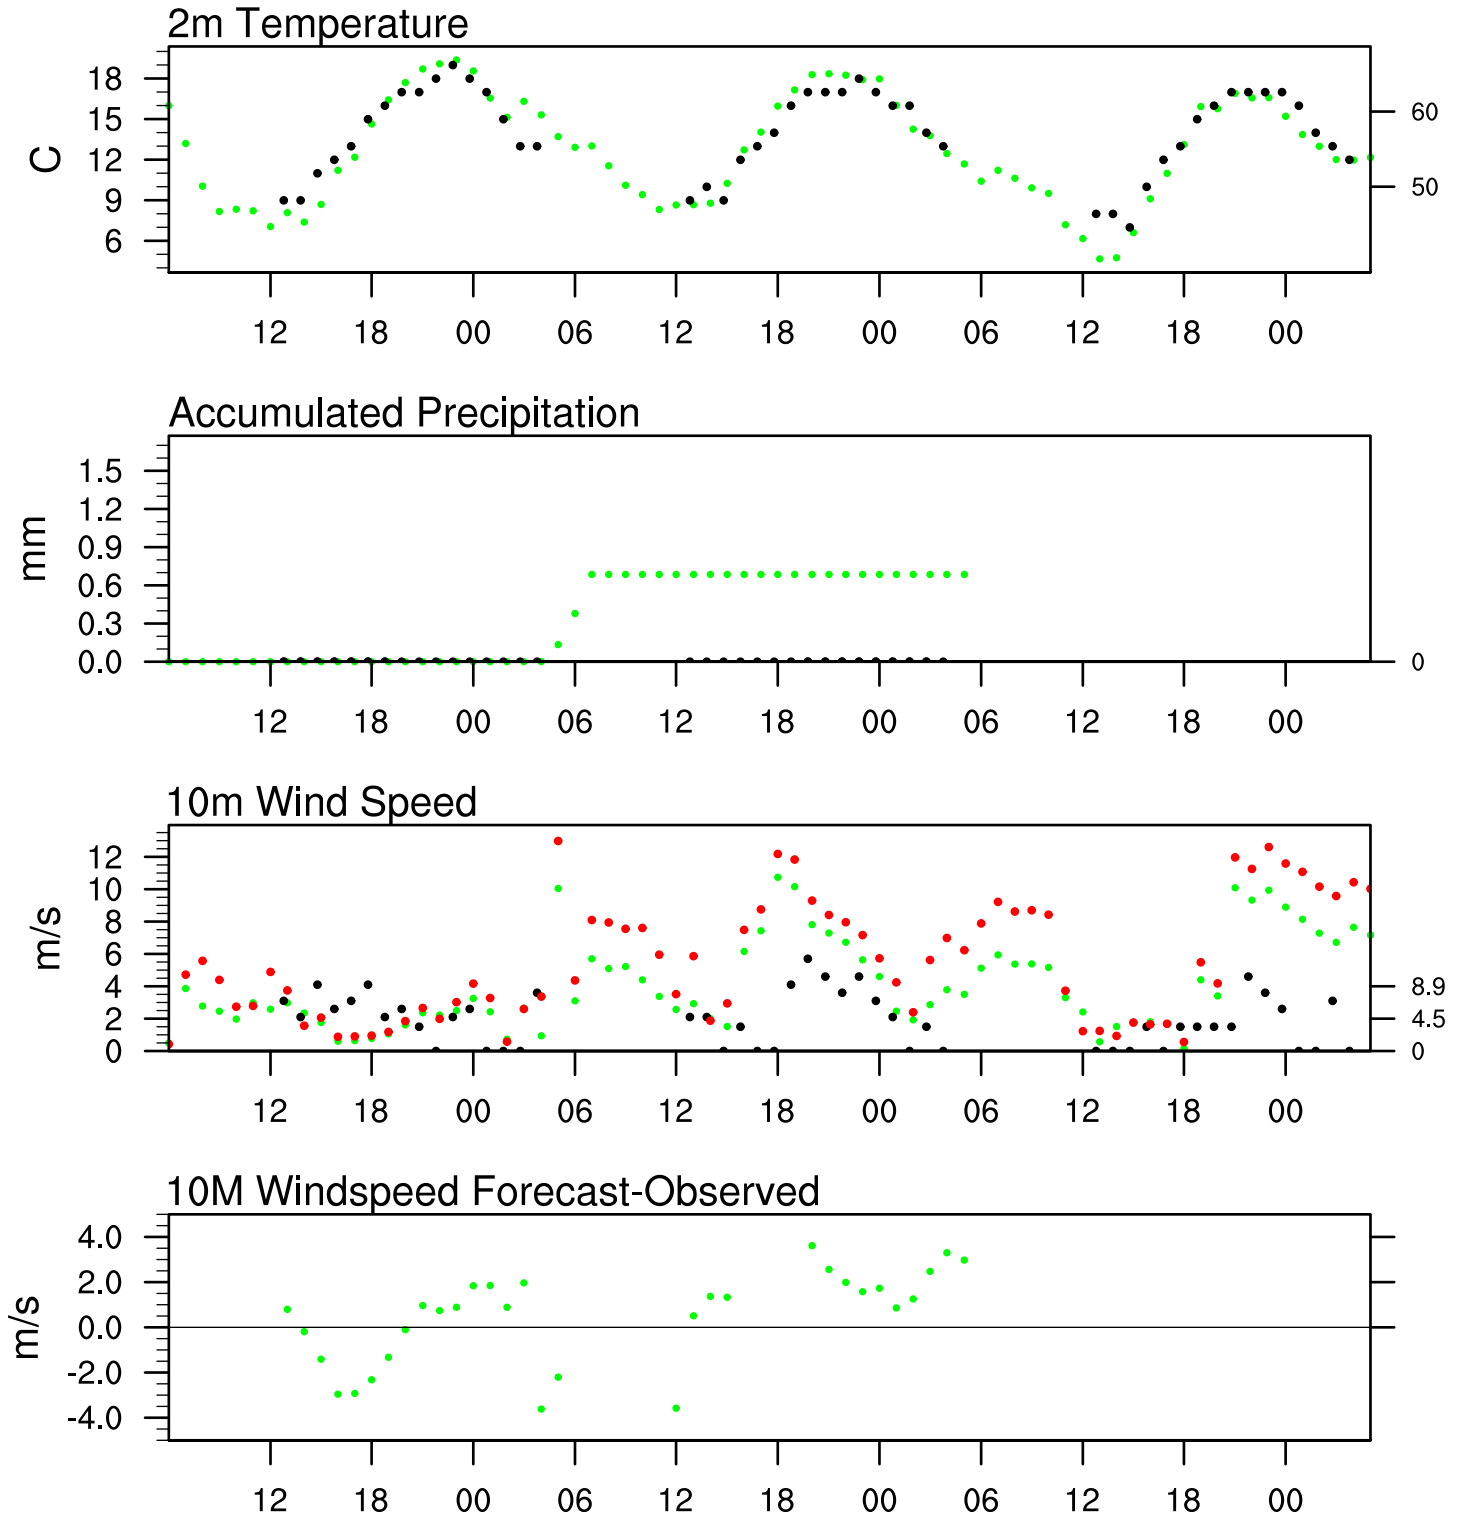 2m Temperature
18
15
12
9
6
C
60
50
12 18 00 06 12 18 00 06 12 18 00
Accumulated Precipitation
1.5
1.2
0.9
0.6
0.3
0.0
mm
0
12 18 00 06 12 18 00 06 12 18 00
10m Wind Speed
12
10
8
6
4
2
0
m/s
8.9
4.5
0
12 18 00 06 12 18 00 06 12 18 00
10M Windspeed Forecast-Observed
4.0
2.0
0.0
-2.0
-4.0
m/s
12 18 00 06 12 18 00 06 12 18 00